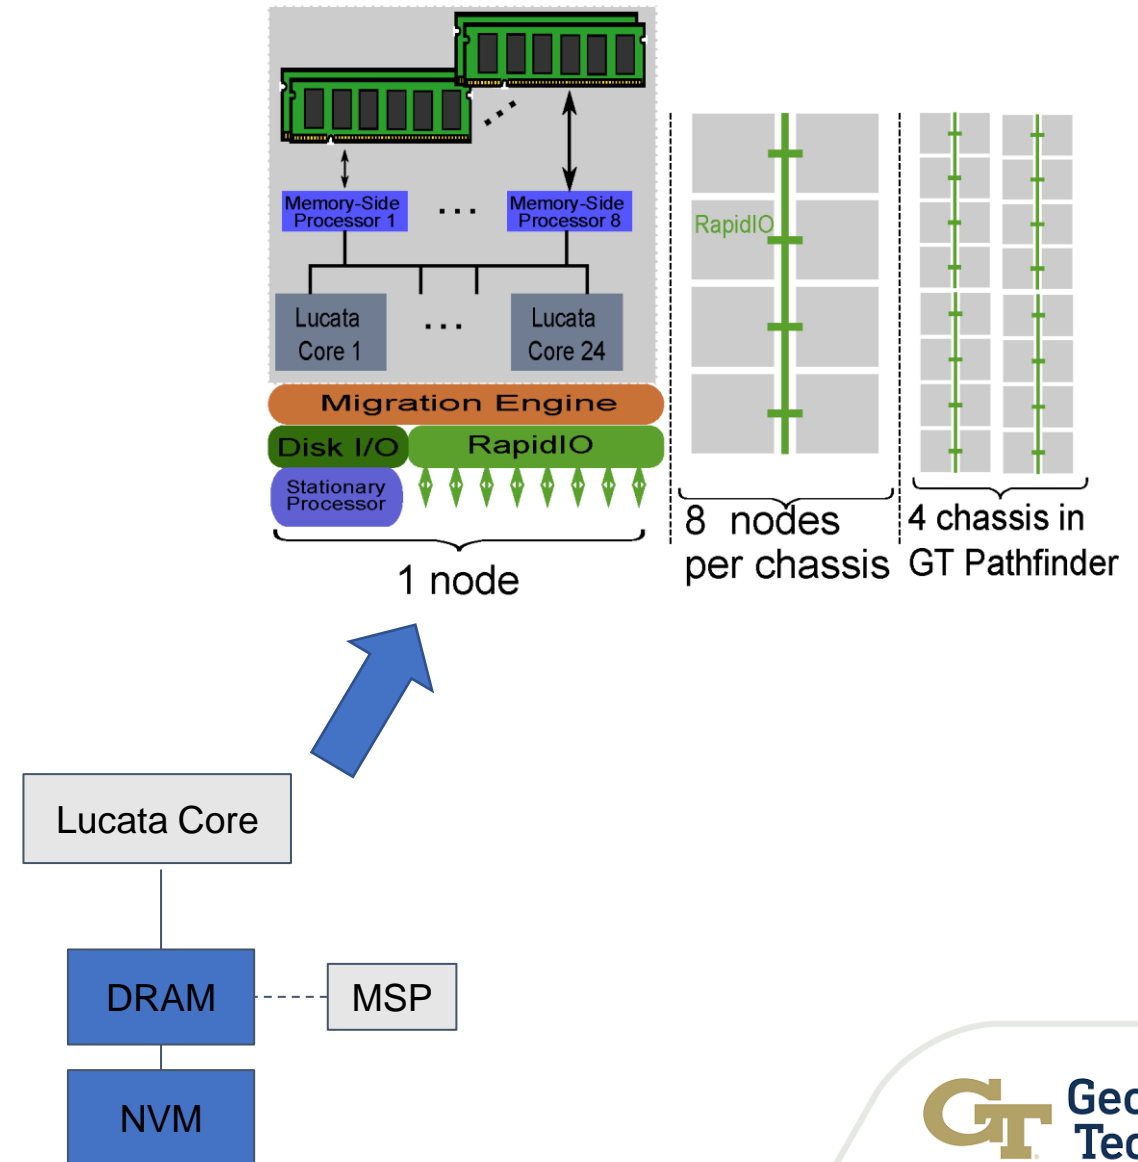 Memory-Side
Processor 1
...
Memory-Side
Processor 8
Lucata
Core 1
...
Lucata
Core 24
Migration Engine
Disk I/O
RapidIO
Stationary
Processor
1 node
RapidIO
8 nodes
per chassis
4 chassis in
GT Pathfinder
Lucata Core
DRAM
MSP
NVM
GT